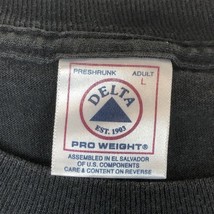 PRESHRUNK ADULT
L
DELTA
EST. 1903
PRO WEIGHT®
ASSEMBLED IN EL SALVADOR
OF U.S. COMPONENTS
CARE & CONTENT ON REVERSE